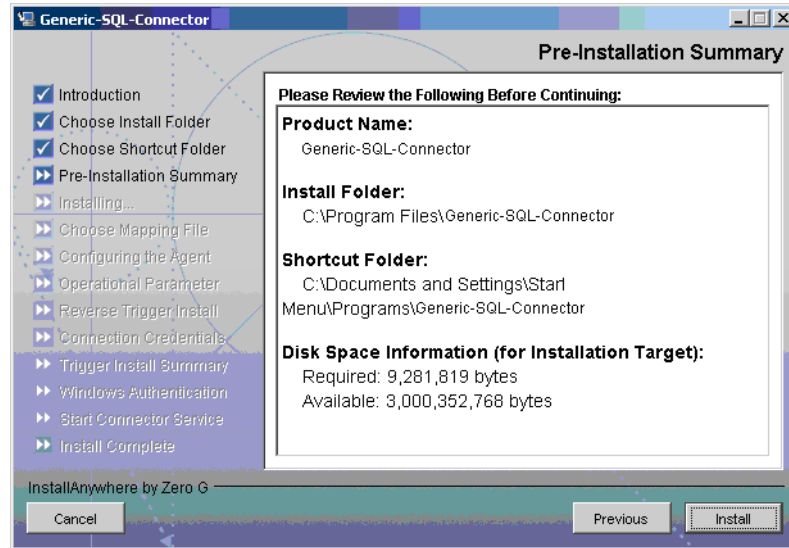 Generic-SQL-Connector
Pre-Installation Summary
Introduction
Choose Install Folder
Choose Shortcut Folder
Pre-Installation Summary
Installing...
Choose Mapping File
Configuring the Agent
Operational Parameter
Reverse Trigger Install
Connection Credentials
Trigger Install Summary
Windows Authentication
Start Connector Service
Install Complete
Please Review the Following Before Continuing:
Product Name:
Generic-SQL-Connector
Install Folder:
C:\Program Files\Generic-SQL-Connector
Shortcut Folder:
C:\Documents and Settings\Start
Menu\Programs\Generic-SQL-Connector
Disk Space Information (for Installation Target):
Required: 9,281,819 bytes
Available: 3,000,352,768 bytes
InstallAnywhere by Zero G
Cancel
Previous
Install